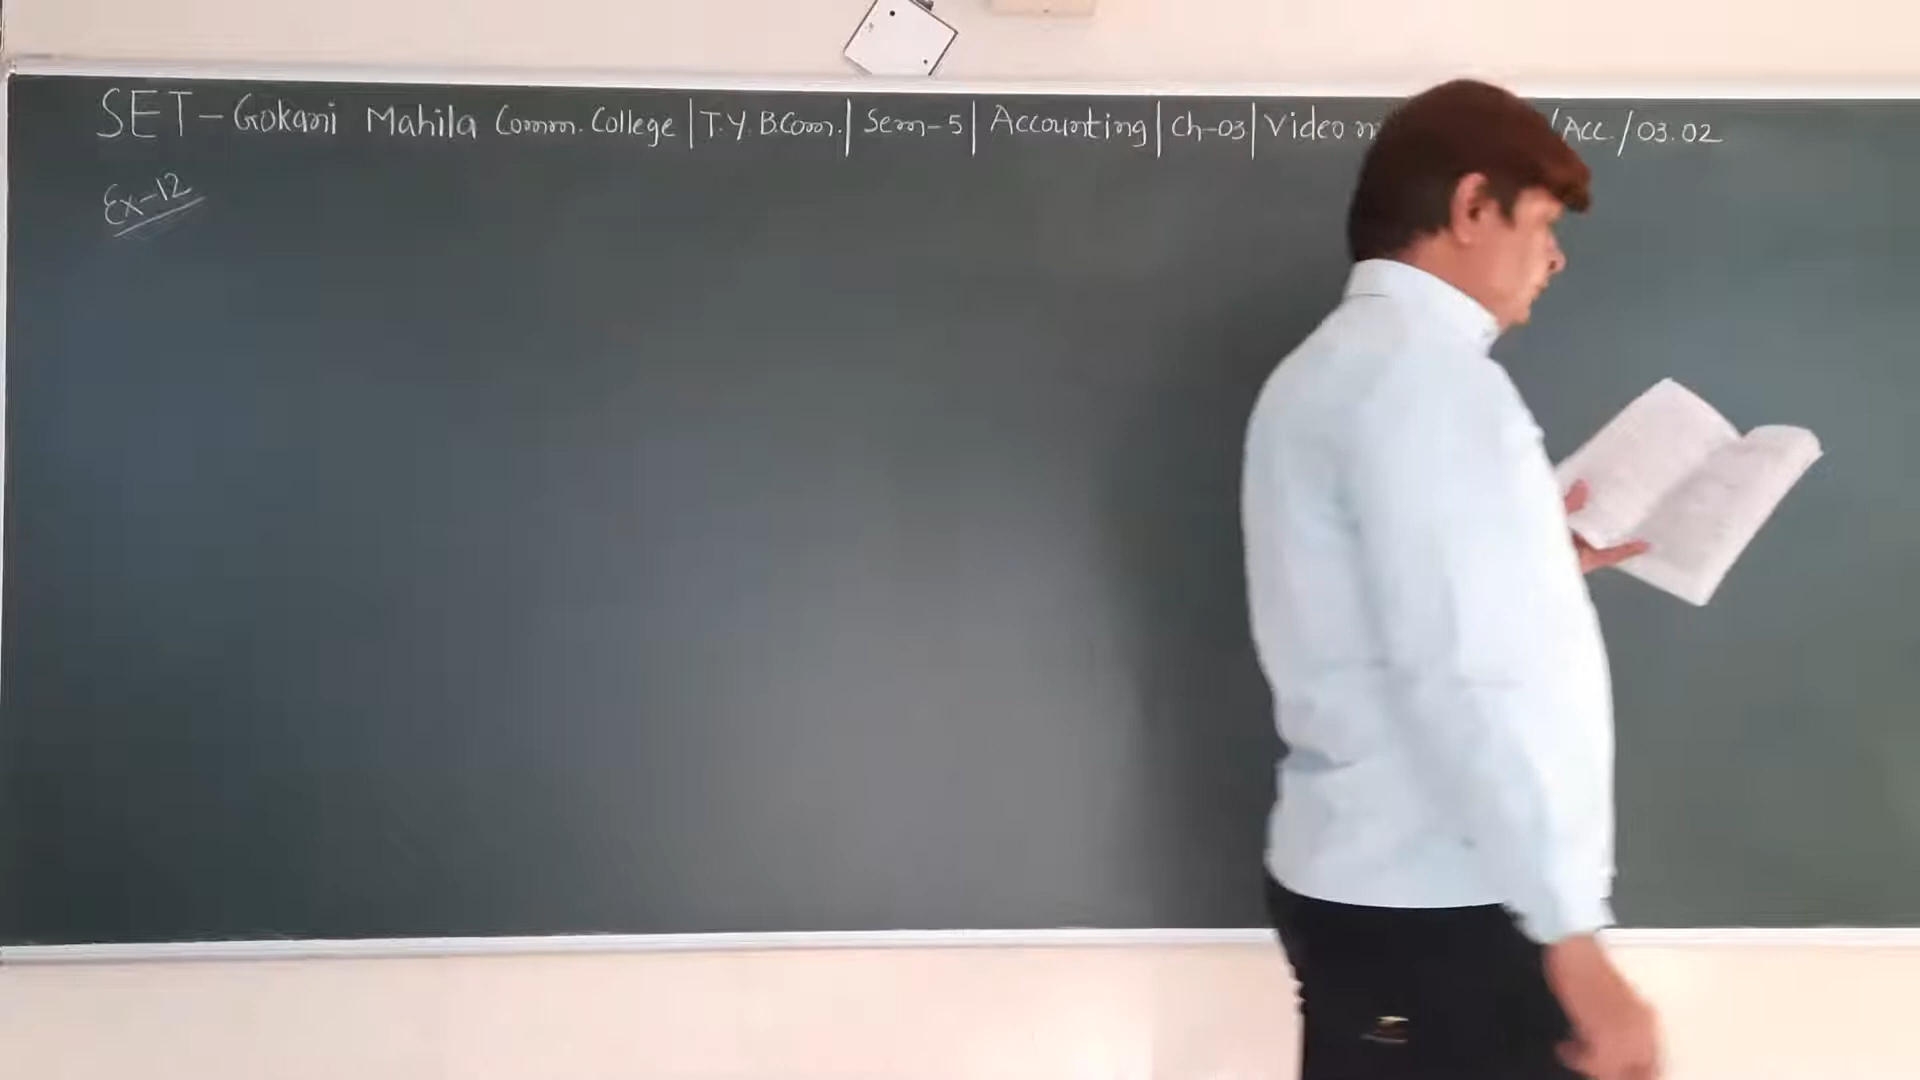 SET - Gokani Mahila Comm. College | T.Y. B.Com. | Sem-5 | Accounting | Ch-03 | Video /Acc./03.02
Ex-12